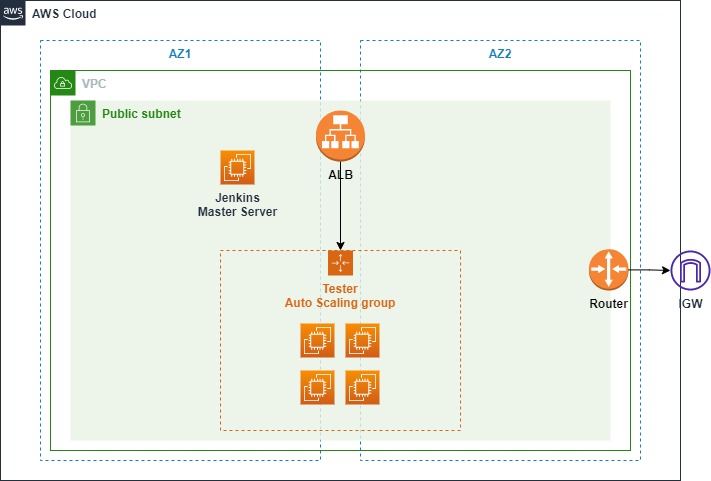 aws
AWS Cloud
AZ1
AZ2
VPC
Public subnet
ALB
Jenkins
Master Server
Tester
Auto Scaling group
Router
IGW